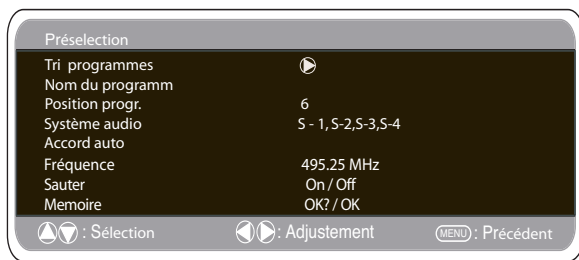 Préselection
Tri programmes
Nom du programm
Position progr. 6
Système audio S - 1, S-2,S-3,S-4
Accord auto
Fréquence 495.25 MHz
Sauter On / Off
Memoire OK? / OK
: Sélection : Adjustement MENU : Précédent